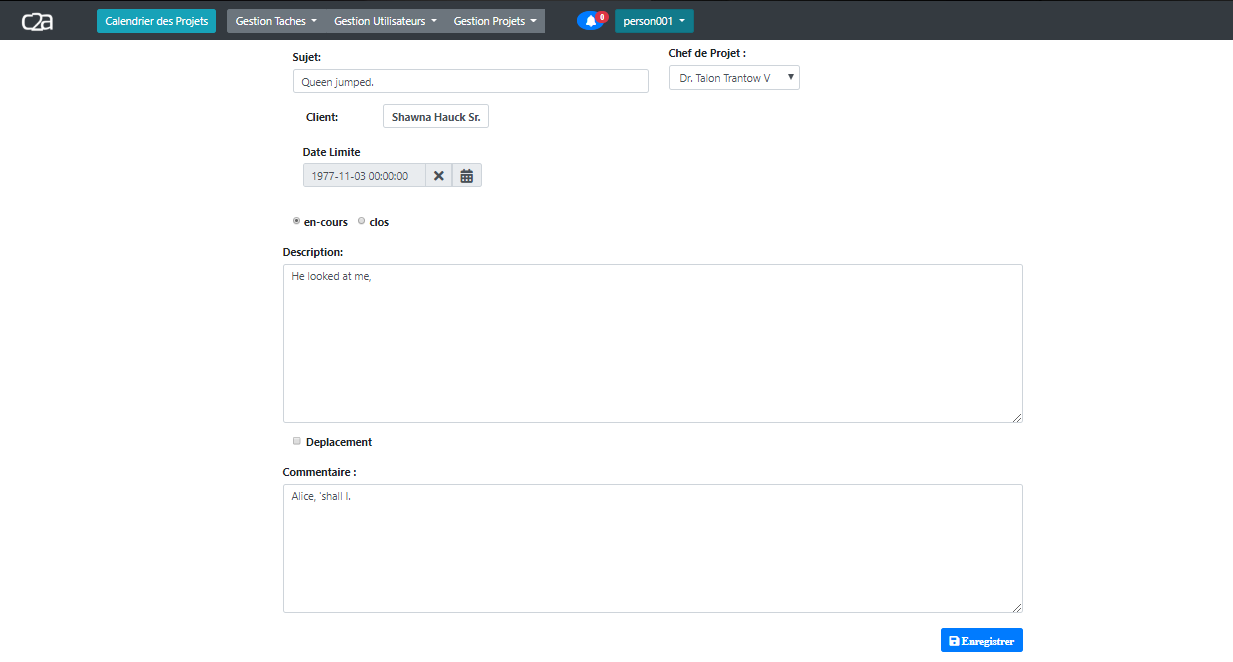 c2a
Calendrier des Projets
Gestion Taches
Gestion Utilisateurs
Gestion Projets
0
person001
Sujet:
Queen jumped.
Chef de Projet :
Dr. Talon Trantow V
Client:
Shawna Hauck Sr.
Date Limite
1977-11-03 00:00:00
en-cours
clos
Description:
He looked at me,
Deplacement
Commentaire :
Alice, 'shall I.
Enregistrer